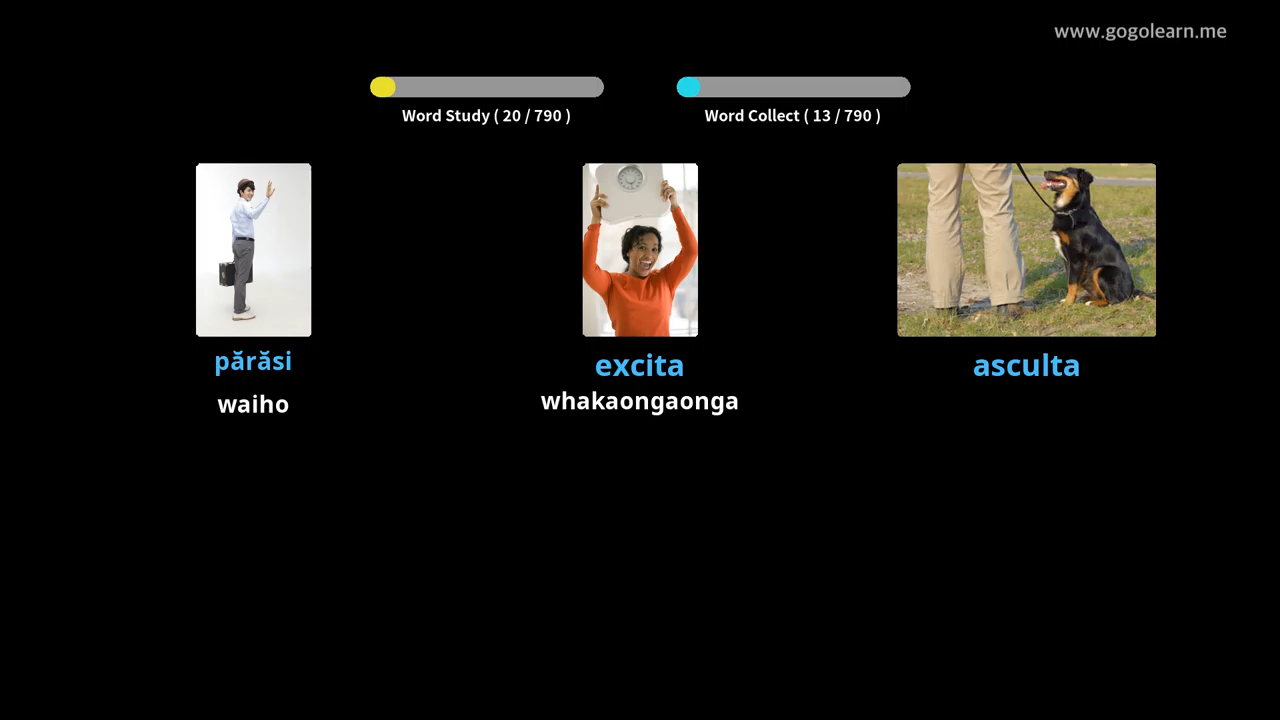 www.gogolearn.me
Word Study ( 20 / 790 )
Word Collect ( 13 / 790 )
părăsi
excita
asculta
waiho
whakaongaonga